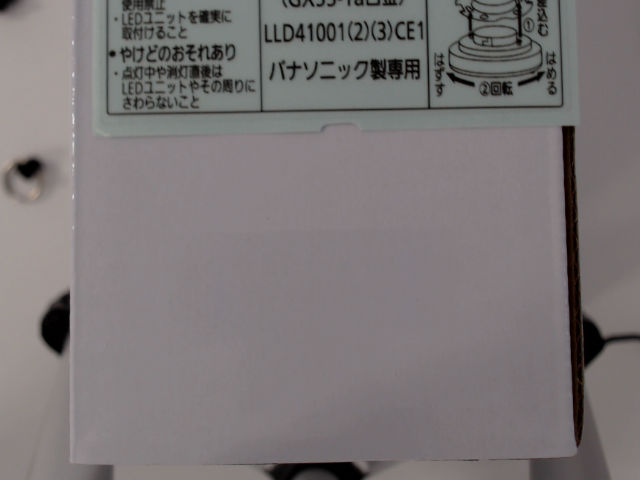 使用禁止
・LEDユニットを確実に
取付けること
●やけどのおそれあり
・点灯中や消灯直後は
LEDユニットやその周りに
さわらないこと
(GX53-1a口金)
LLD41001(2)(3)CE1
パナソニック製専用
を込む
①
はずす
②回転
はめる